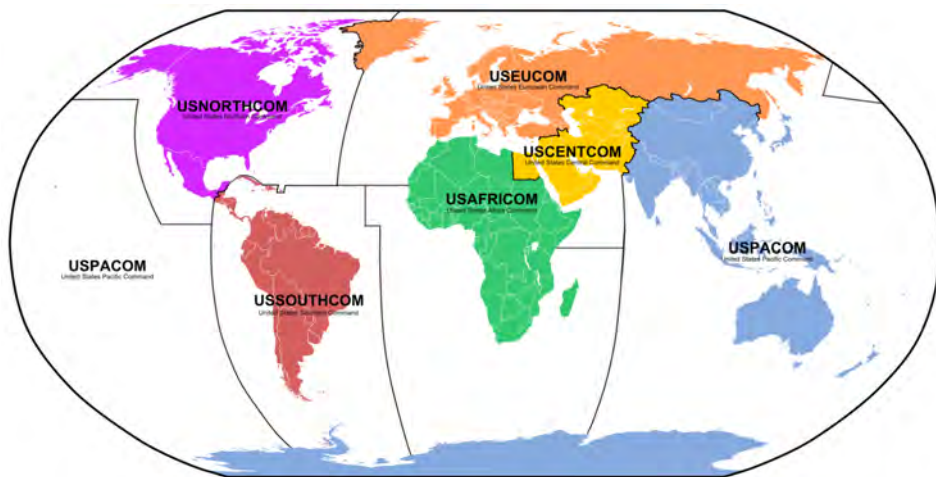 USEUCOM
United States European Command
USNORTHCOM
United States Northern Command
USCENTCOM
United States Central Command
USAFRICOM
United States Africa Command
USPACOM
United States Pacific Command
USPACOM
United States Pacific Command
USSOUTHCOM
United States Southern Command